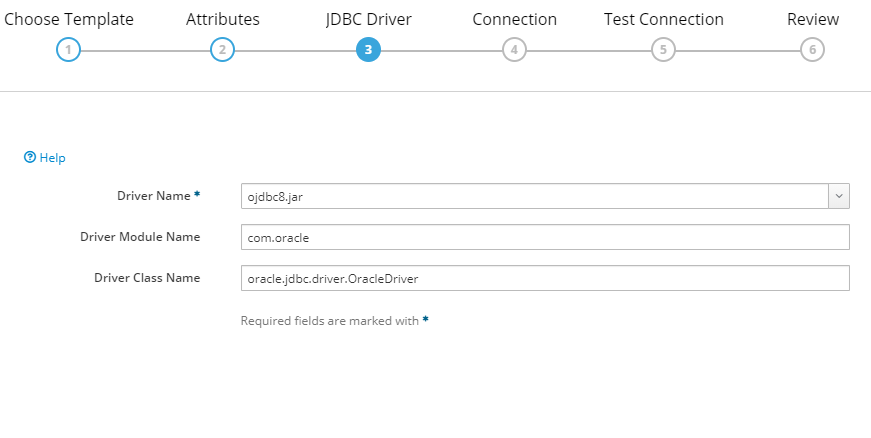 Choose Template Attributes JDBC Driver Connection Test Connection Review
1 2 3 4 5 6
? Help
Driver Name * ojdbc8.jar
Driver Module Name com.oracle
Driver Class Name oracle.jdbc.driver.OracleDriver
Required fields are marked with *